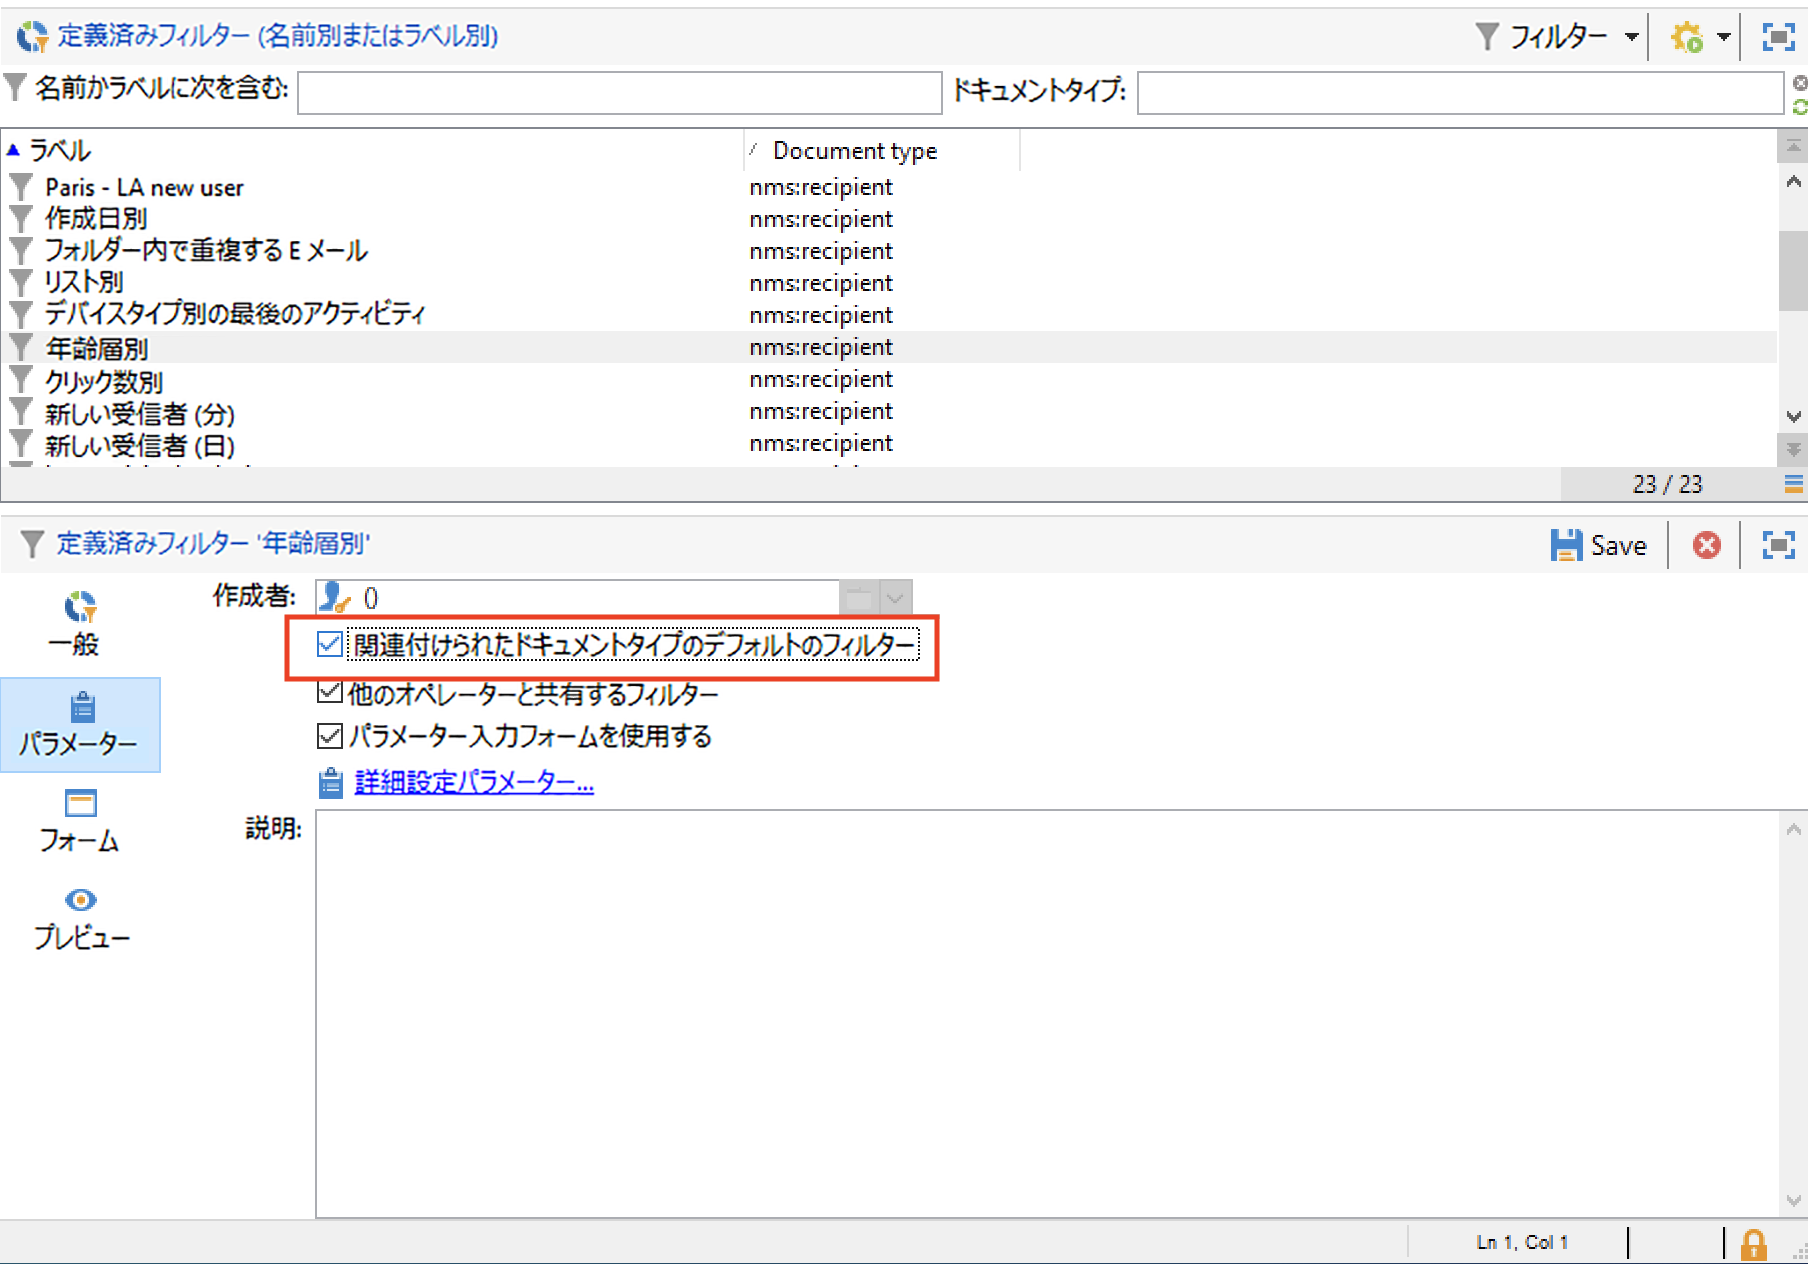 定義済みフィルター (名前別またはラベル別)
フィルター
名前かラベルに次を含む:
ドキュメントタイプ:
ラベル
Document type
Paris - LA new user nms:recipient
作成日別 nms:recipient
フォルダー内で重複する E メール nms:recipient
リスト別 nms:recipient
デバイスタイプ別の最後のアクティビティ nms:recipient
年齢層別 nms:recipient
クリック数別 nms:recipient
新しい受信者 (分) nms:recipient
新しい受信者 (日) nms:recipient
23 / 23
定義済みフィルター '年齢層別'
Save
一般
パラメーター
フォーム
プレビュー
作成者: ()
関連付けられたドキュメントタイプのデフォルトのフィルター
他のオペレーターと共有するフィルター
パラメーター入力フォームを使用する
詳細設定パラメーター...
説明:
Ln 1, Col 1